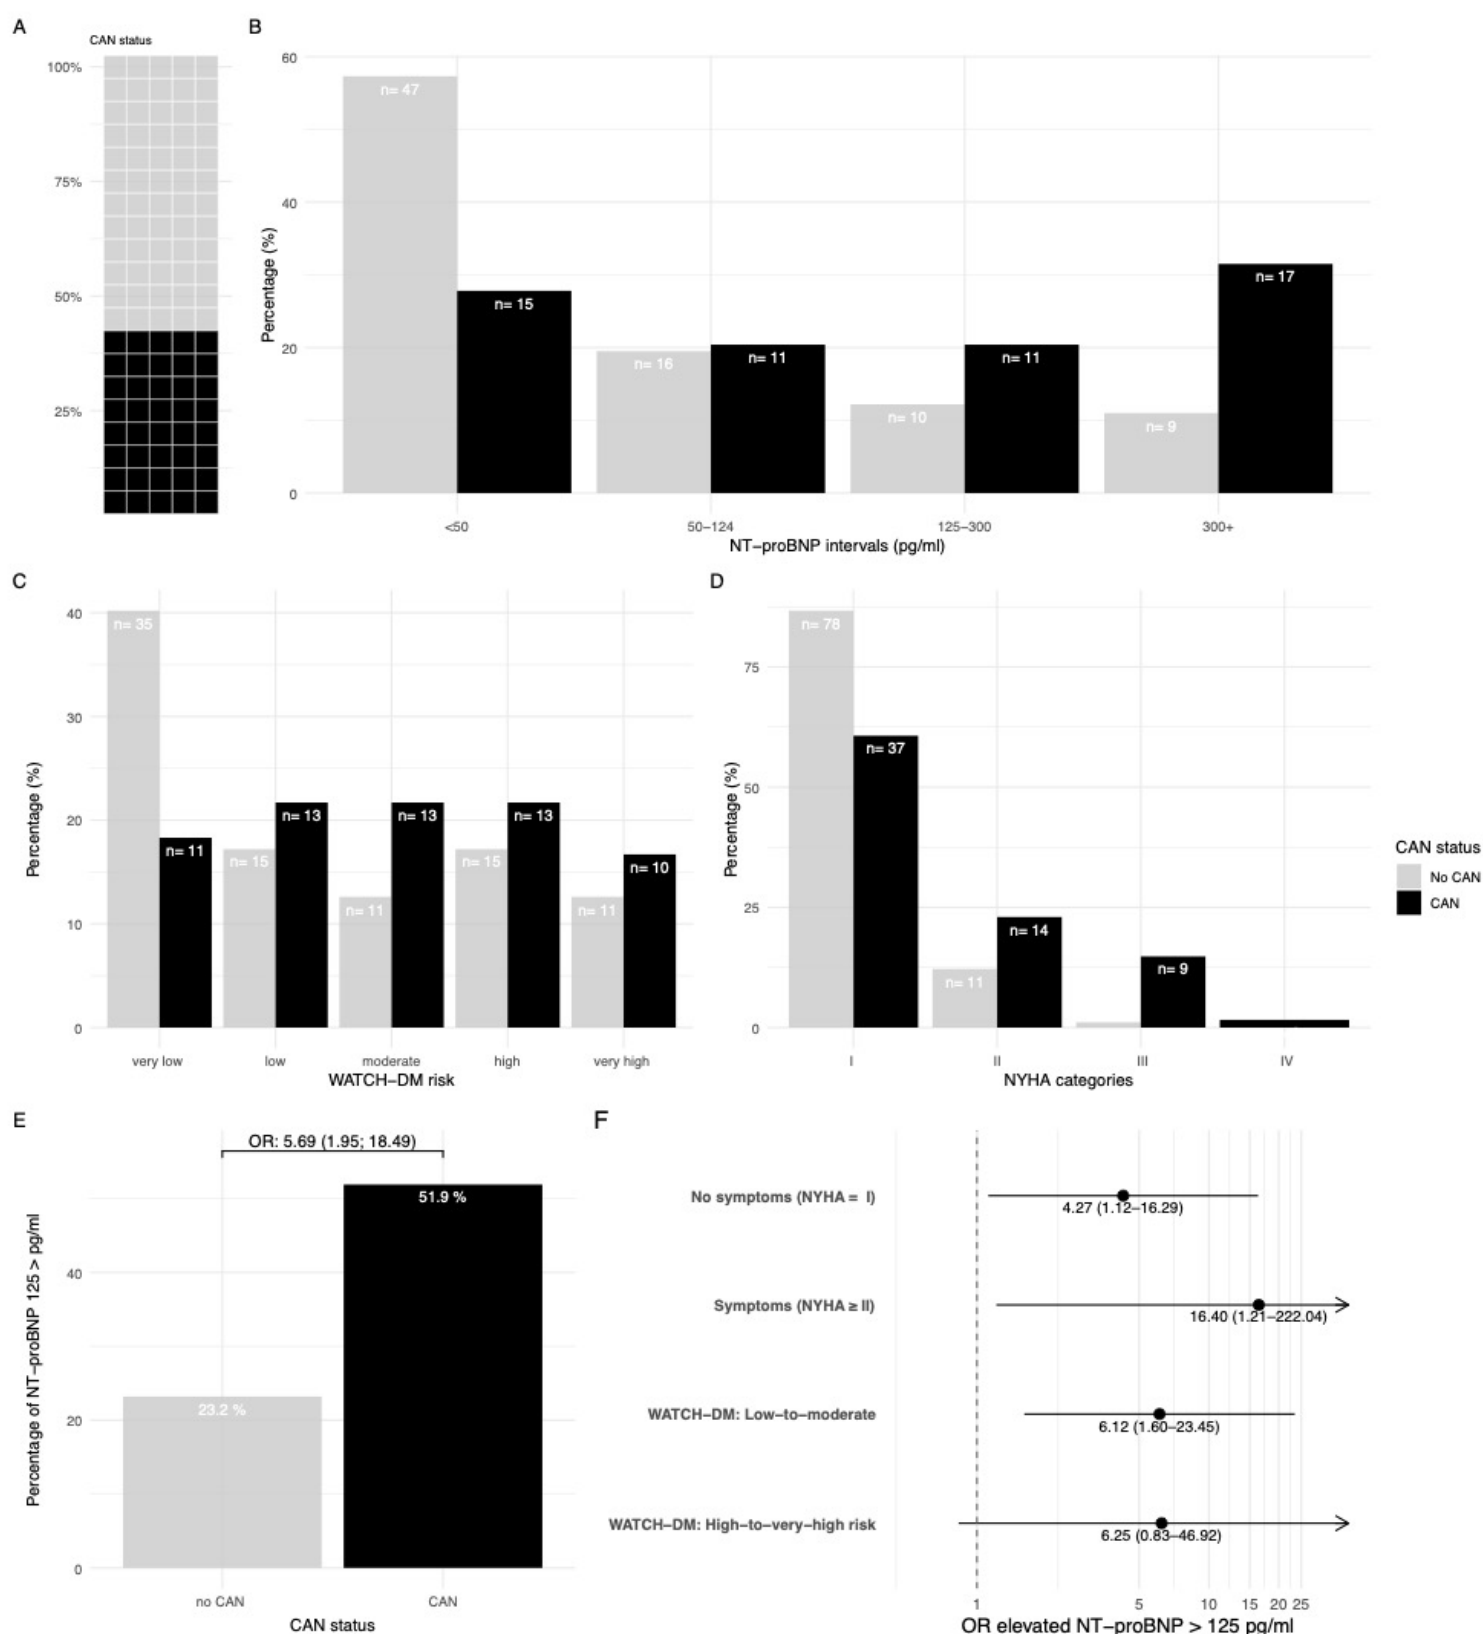 A
CAN status
100%
75%
50%
25%
B
60
40
20
0
Percentage (%)
n= 47
n= 15
n= 16
n= 11
n= 10
n= 11
n= 9
n= 17
<50
50–124
125–300
300+
NT–proBNP intervals (pg/ml)
C
40
30
20
10
0
Percentage (%)
n= 35
n= 11
n= 15
n= 13
n= 11
n= 13
n= 15
n= 13
n= 11
n= 10
very low
low
moderate
high
very high
WATCH–DM risk
D
75
50
25
0
Percentage (%)
n= 78
n= 37
n= 11
n= 14
n= 9
I
II
III
IV
NYHA categories
CAN status
No CAN
CAN
E
OR: 5.69 (1.95; 18.49)
51.9 %
23.2 %
40
20
0
Percentage of NT–proBNP 125 > pg/ml
no CAN
CAN
CAN status
F
No symptoms (NYHA = I)
4.27 (1.12–16.29)
Symptoms (NYHA ≥ II)
16.40 (1.21–222.04)
WATCH–DM: Low–to–moderate
6.12 (1.60–23.45)
WATCH–DM: High–to–very–high risk
6.25 (0.83–46.92)
1
5
10
15
20
25
OR elevated NT–proBNP > 125 pg/ml